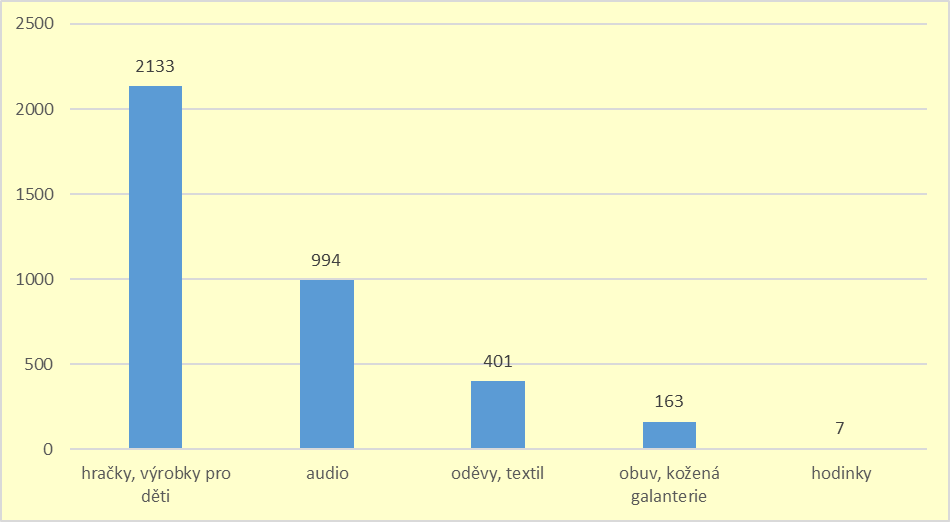 2500
2133
2000
1500
994
1000
401
500
163
7
0
hračky, výrobky pro
děti
audio
oděvy, textil
obuv, kožená
galanterie
hodinky